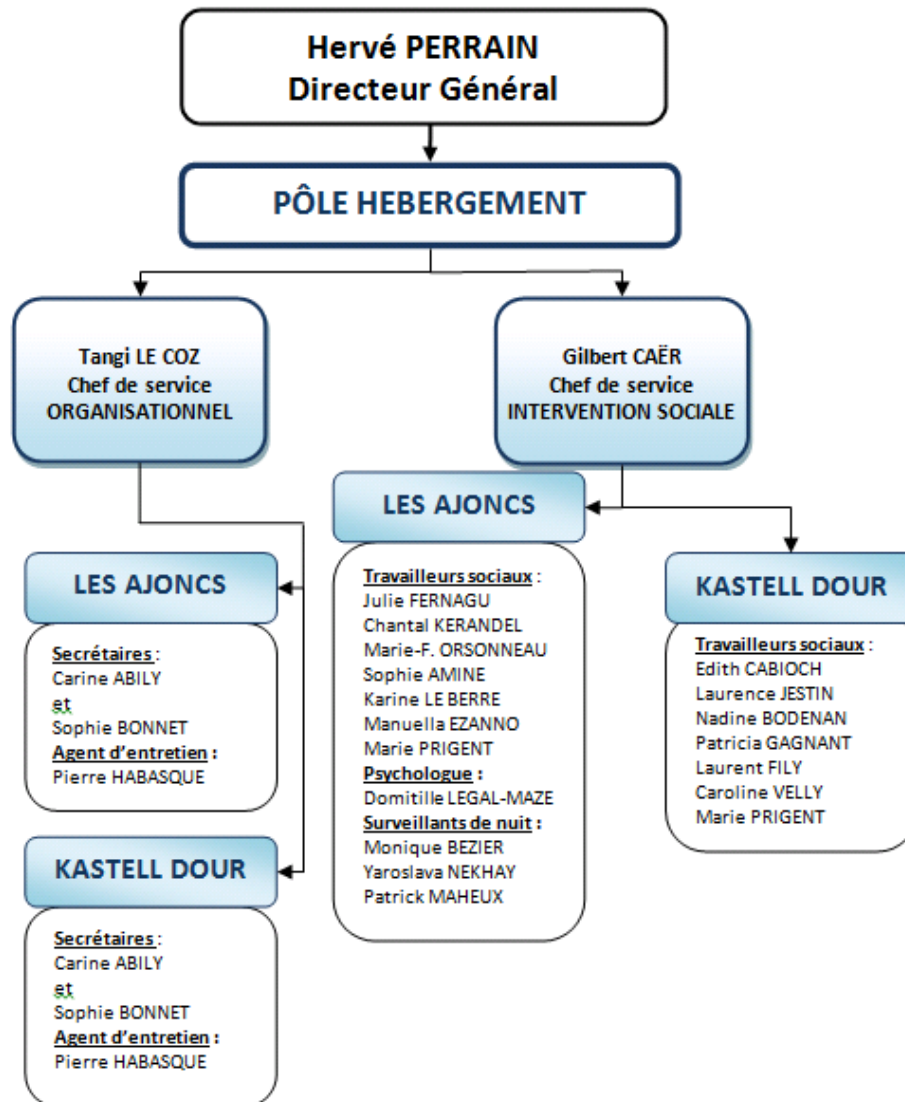 Hervé PERRAIN
Directeur Général
PÔLE HEBERGEMENT
Tangi LE COZ
Chef de service
ORGANISATIONNEL
Gilbert CAËR
Chef de service
INTERVENTION SOCIALE
LES AJONCS
Secrétaires :
Carine ABILY
et
Sophie BONNET
Agent d’entretien :
Pierre HABASQUE
KASTELL DOUR
Secrétaires :
Carine ABILY
et
Sophie BONNET
Agent d’entretien :
Pierre HABASQUE
LES AJONCS
Travailleurs sociaux :
Julie FERNAGU
Chantal KERANDEL
Marie-F. ORSONNEAU
Sophie AMINE
Karine LE BERRE
Manuella EZANNO
Marie PRIGENT
Psychologue :
Domitille LEGAL-MAZE
Surveillants de nuit :
Monique BEZIER
Yaroslava NEKHAY
Patrick MAHEUX
KASTELL DOUR
Travailleurs sociaux :
Edith CABIOCH
Laurence JESTIN
Nadine BODENAN
Patricia GAGNANT
Laurent FILY
Caroline VELLY
Marie PRIGENT